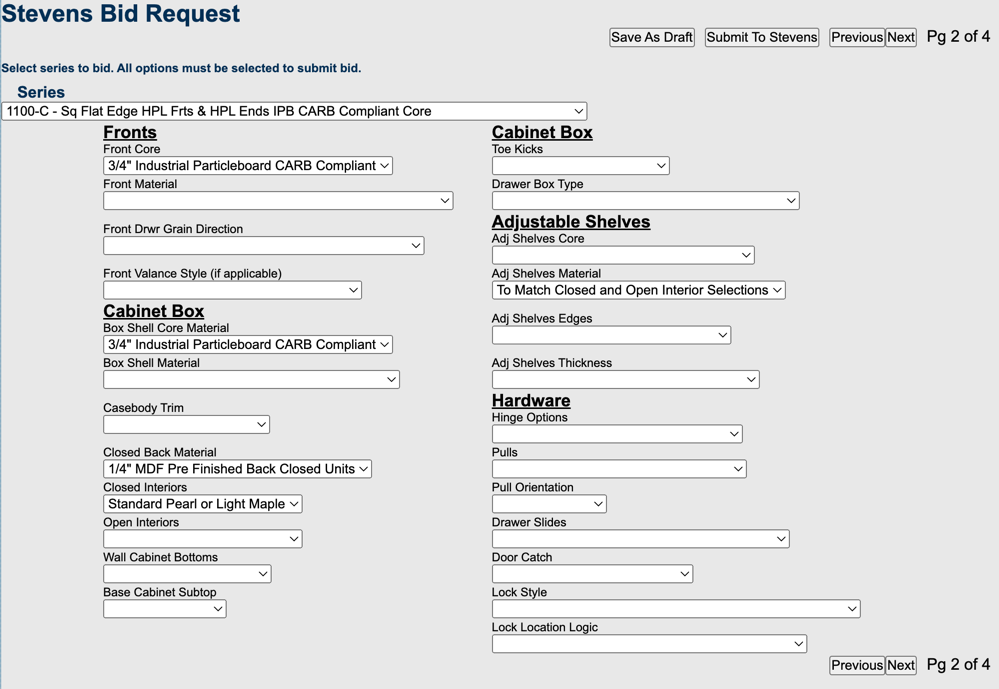 Stevens Bid Request
Save As Draft Submit To Stevens Previous Next Pg 2 of 4
Select series to bid. All options must be selected to submit bid.
Series
1100-C - Sq Flat Edge HPL Frts & HPL Ends IPB CARB Compliant Core
Fronts
Front Core
3/4" Industrial Particleboard CARB Compliant
Front Material
Front Drwr Grain Direction
Front Valance Style (if applicable)
Cabinet Box
Box Shell Core Material
3/4" Industrial Particleboard CARB Compliant
Box Shell Material
Casebody Trim
Closed Back Material
1/4" MDF Pre Finished Back Closed Units
Closed Interiors
Standard Pearl or Light Maple
Open Interiors
Wall Cabinet Bottoms
Base Cabinet Subtop
Cabinet Box
Toe Kicks
Drawer Box Type
Adjustable Shelves
Adj Shelves Core
Adj Shelves Material
To Match Closed and Open Interior Selections
Adj Shelves Edges
Adj Shelves Thickness
Hardware
Hinge Options
Pulls
Pull Orientation
Drawer Slides
Door Catch
Lock Style
Lock Location Logic
Previous Next Pg 2 of 4